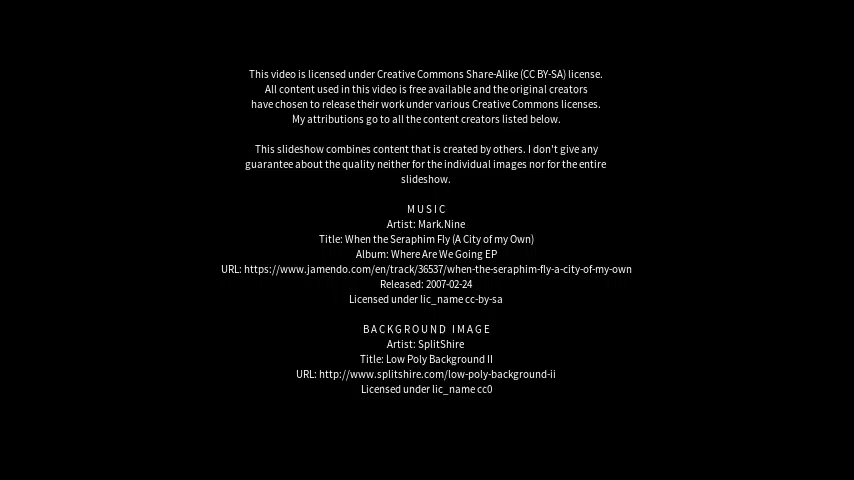 This video is licensed under Creative Commons Share-Alike (CC BY-SA) license.
All content used in this video is free available and the original creators
have chosen to release their work under various Creative Commons licenses.
My attributions go to all the content creators listed below.
This slideshow combines content that is created by others. I don't give any
guarantee about the quality neither for the individual images nor for the entire
slideshow.
MUSIC
Artist: Mark.Nine
Title: When the Seraphim Fly (A City of my Own)
Album: Where Are We Going EP
URL: https://www.jamendo.com/en/track/36537/when-the-seraphim-fly-a-city-of-my-own
Released: 2007-02-24
Licensed under lic_name cc-by-sa
BACKGROUND IMAGE
Artist: SplitShire
Title: Low Poly Background II
URL: http://www.splitshire.com/low-poly-background-ii
Licensed under lic_name cc0